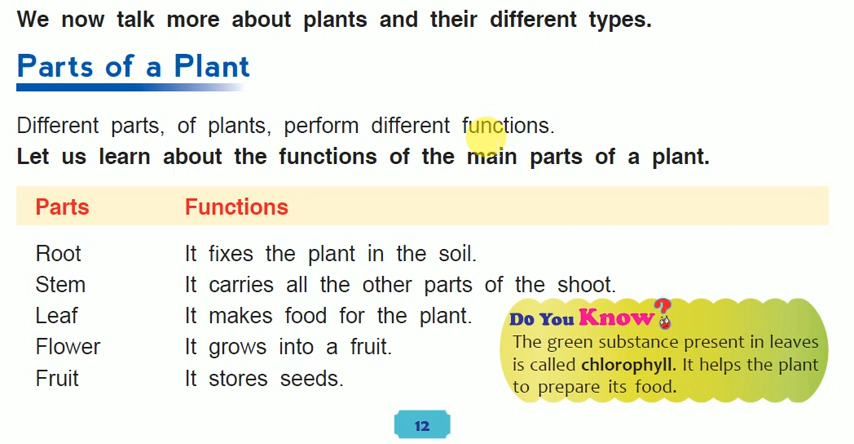 We now talk more about plants and their different types.
Parts of a Plant
Different parts, of plants, perform different functions.
Let us learn about the functions of the main parts of a plant.
Parts Functions
Root It fixes the plant in the soil.
Stem It carries all the other parts of the shoot.
Leaf It makes food for the plant.
Flower It grows into a fruit.
Fruit It stores seeds.
Do You Know?
The green substance present in leaves
is called chlorophyll. It helps the plant
to prepare its food.
12